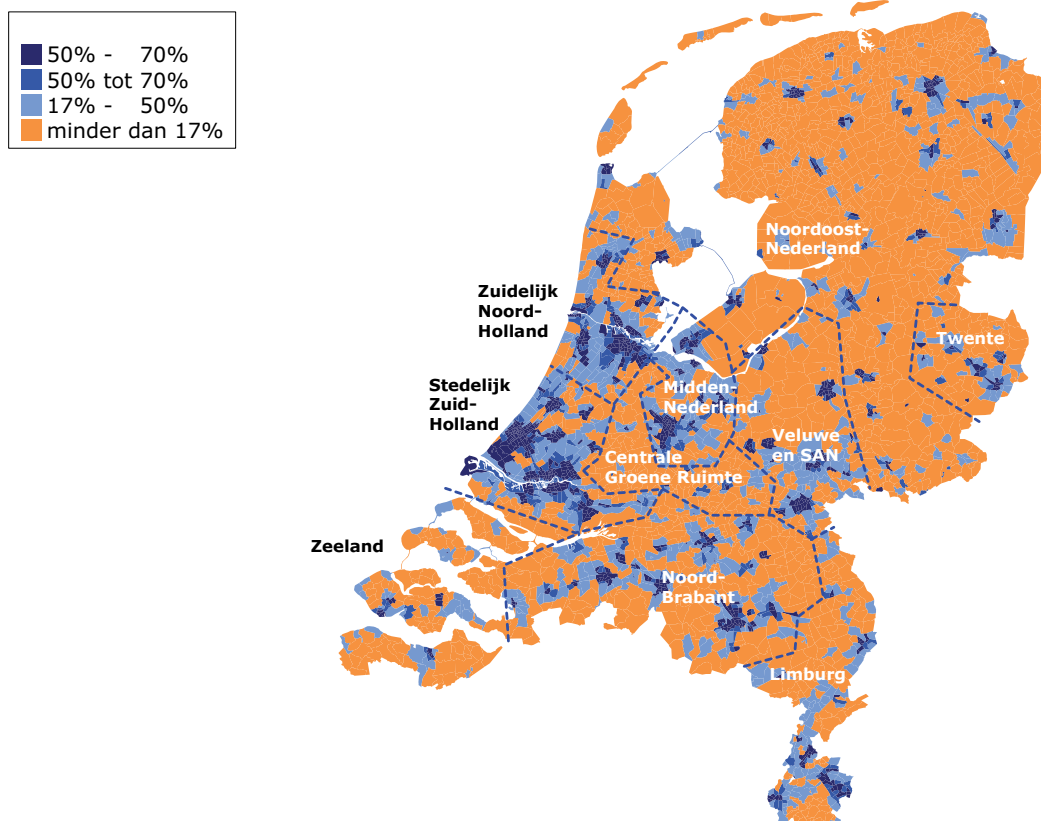 50% - 70%
50% tot 70%
17% - 50%
minder dan 17%
Noordoost-
Nederland
Zuidelijk
Noord-
Holland
Twente
Stedelijk
Zuid-
Holland
Midden-
Nederland
Veluwe
en SAN
Centrale
Groene Ruimte
Zeeland
Noord-
Brabant
Limburg